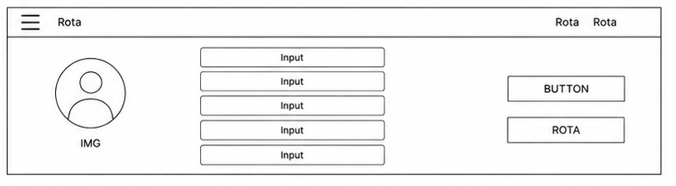 Rota
Rota Rota
Input
Input
Input
Input
Input
IMG
BUTTON
ROTA